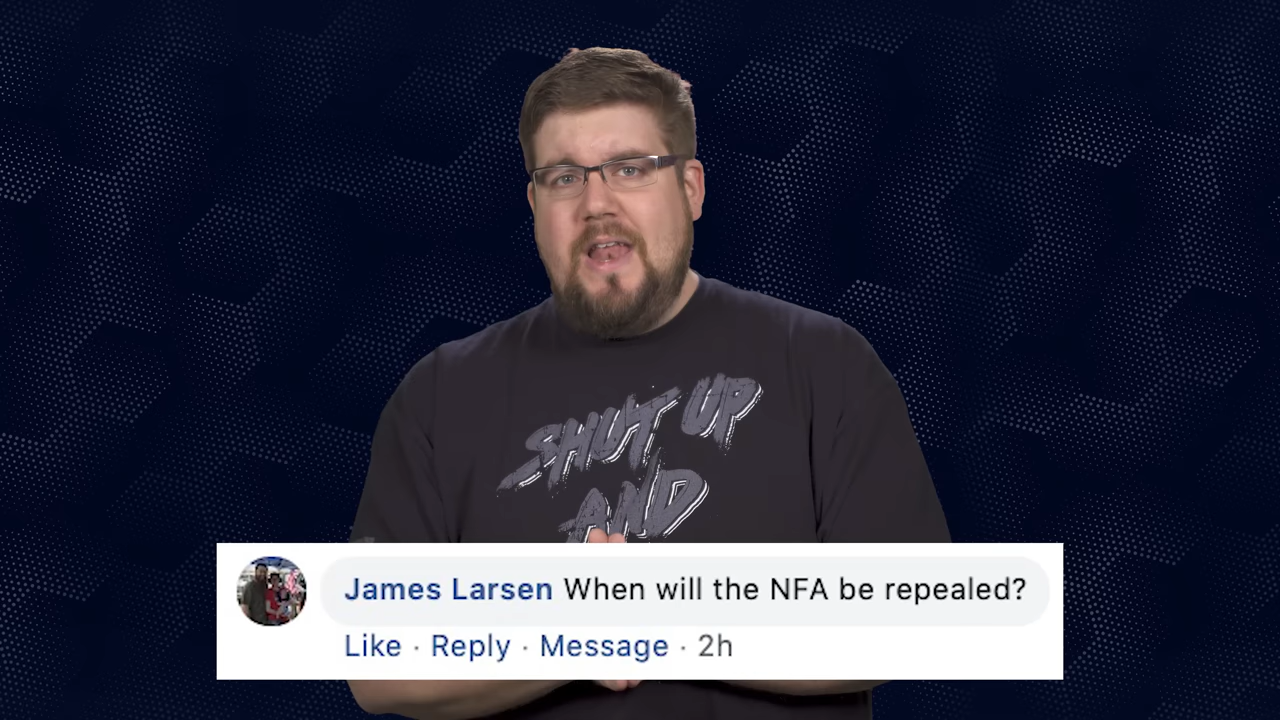 SHUT UP
AND
James Larsen When will the NFA be repealed?
Like · Reply · Message · 2h